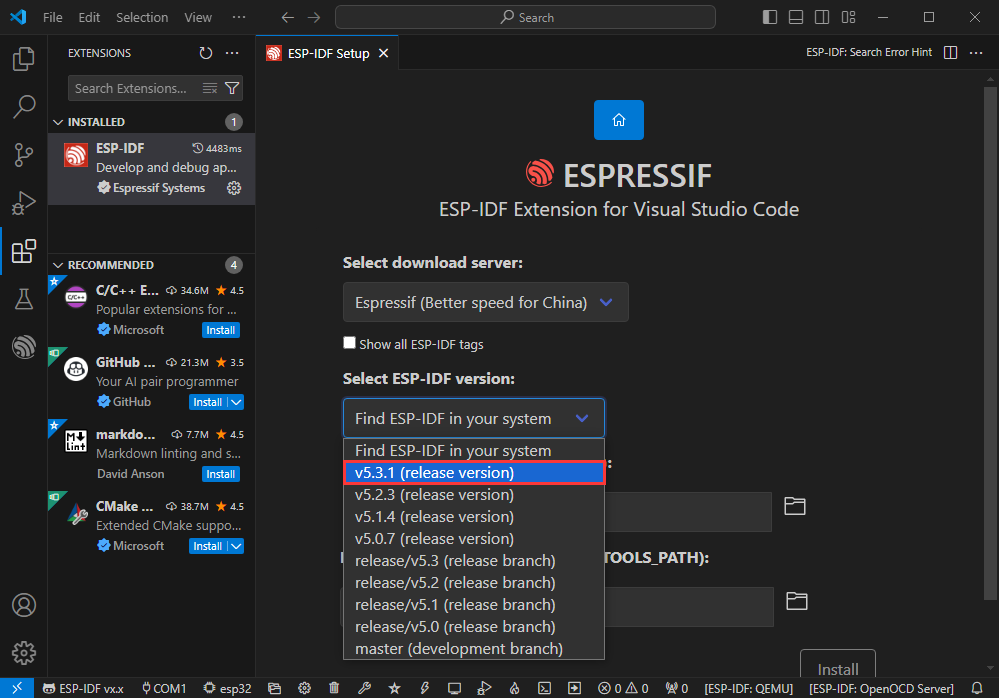 File Edit Selection View ··· Search
EXTENSIONS
ESP-IDF Setup
ESP-IDF: Search Error Hint
Search Extensions...
INSTALLED 1
ESP-IDF 4483ms
Develop and debug ap...
Espressif Systems
RECOMMENDED 4
C/C++ E... 34.6M 4.5
C/C++
Popular extensions for ...
Microsoft Install
GitHub ... 21.3M 3.5
Your AI pair programmer
GitHub Install
markdo... 7.7M 4.5
M Lint
Markdown linting and s...
David Anson Install
CMake ... 38.7M 4.5
Extended CMake suppo...
Microsoft Install
ESPRESSIF
ESP-IDF Extension for Visual Studio Code
Select download server:
Espressif (Better speed for China)
Show all ESP-IDF tags
Select ESP-IDF version:
Find ESP-IDF in your system
Find ESP-IDF in your system
v5.3.1 (release version)
:
v5.2.3 (release version)
v5.1.4 (release version)
v5.0.7 (release version)
release/v5.3 (release branch)
TOOLS_PATH):
release/v5.2 (release branch)
release/v5.1 (release branch)
release/v5.0 (release branch)
master (development branch)
Install
ESP-IDF vx.x COM1 esp32 0 0 0 [ESP-IDF: QEMU] [ESP-IDF: OpenOCD Server]